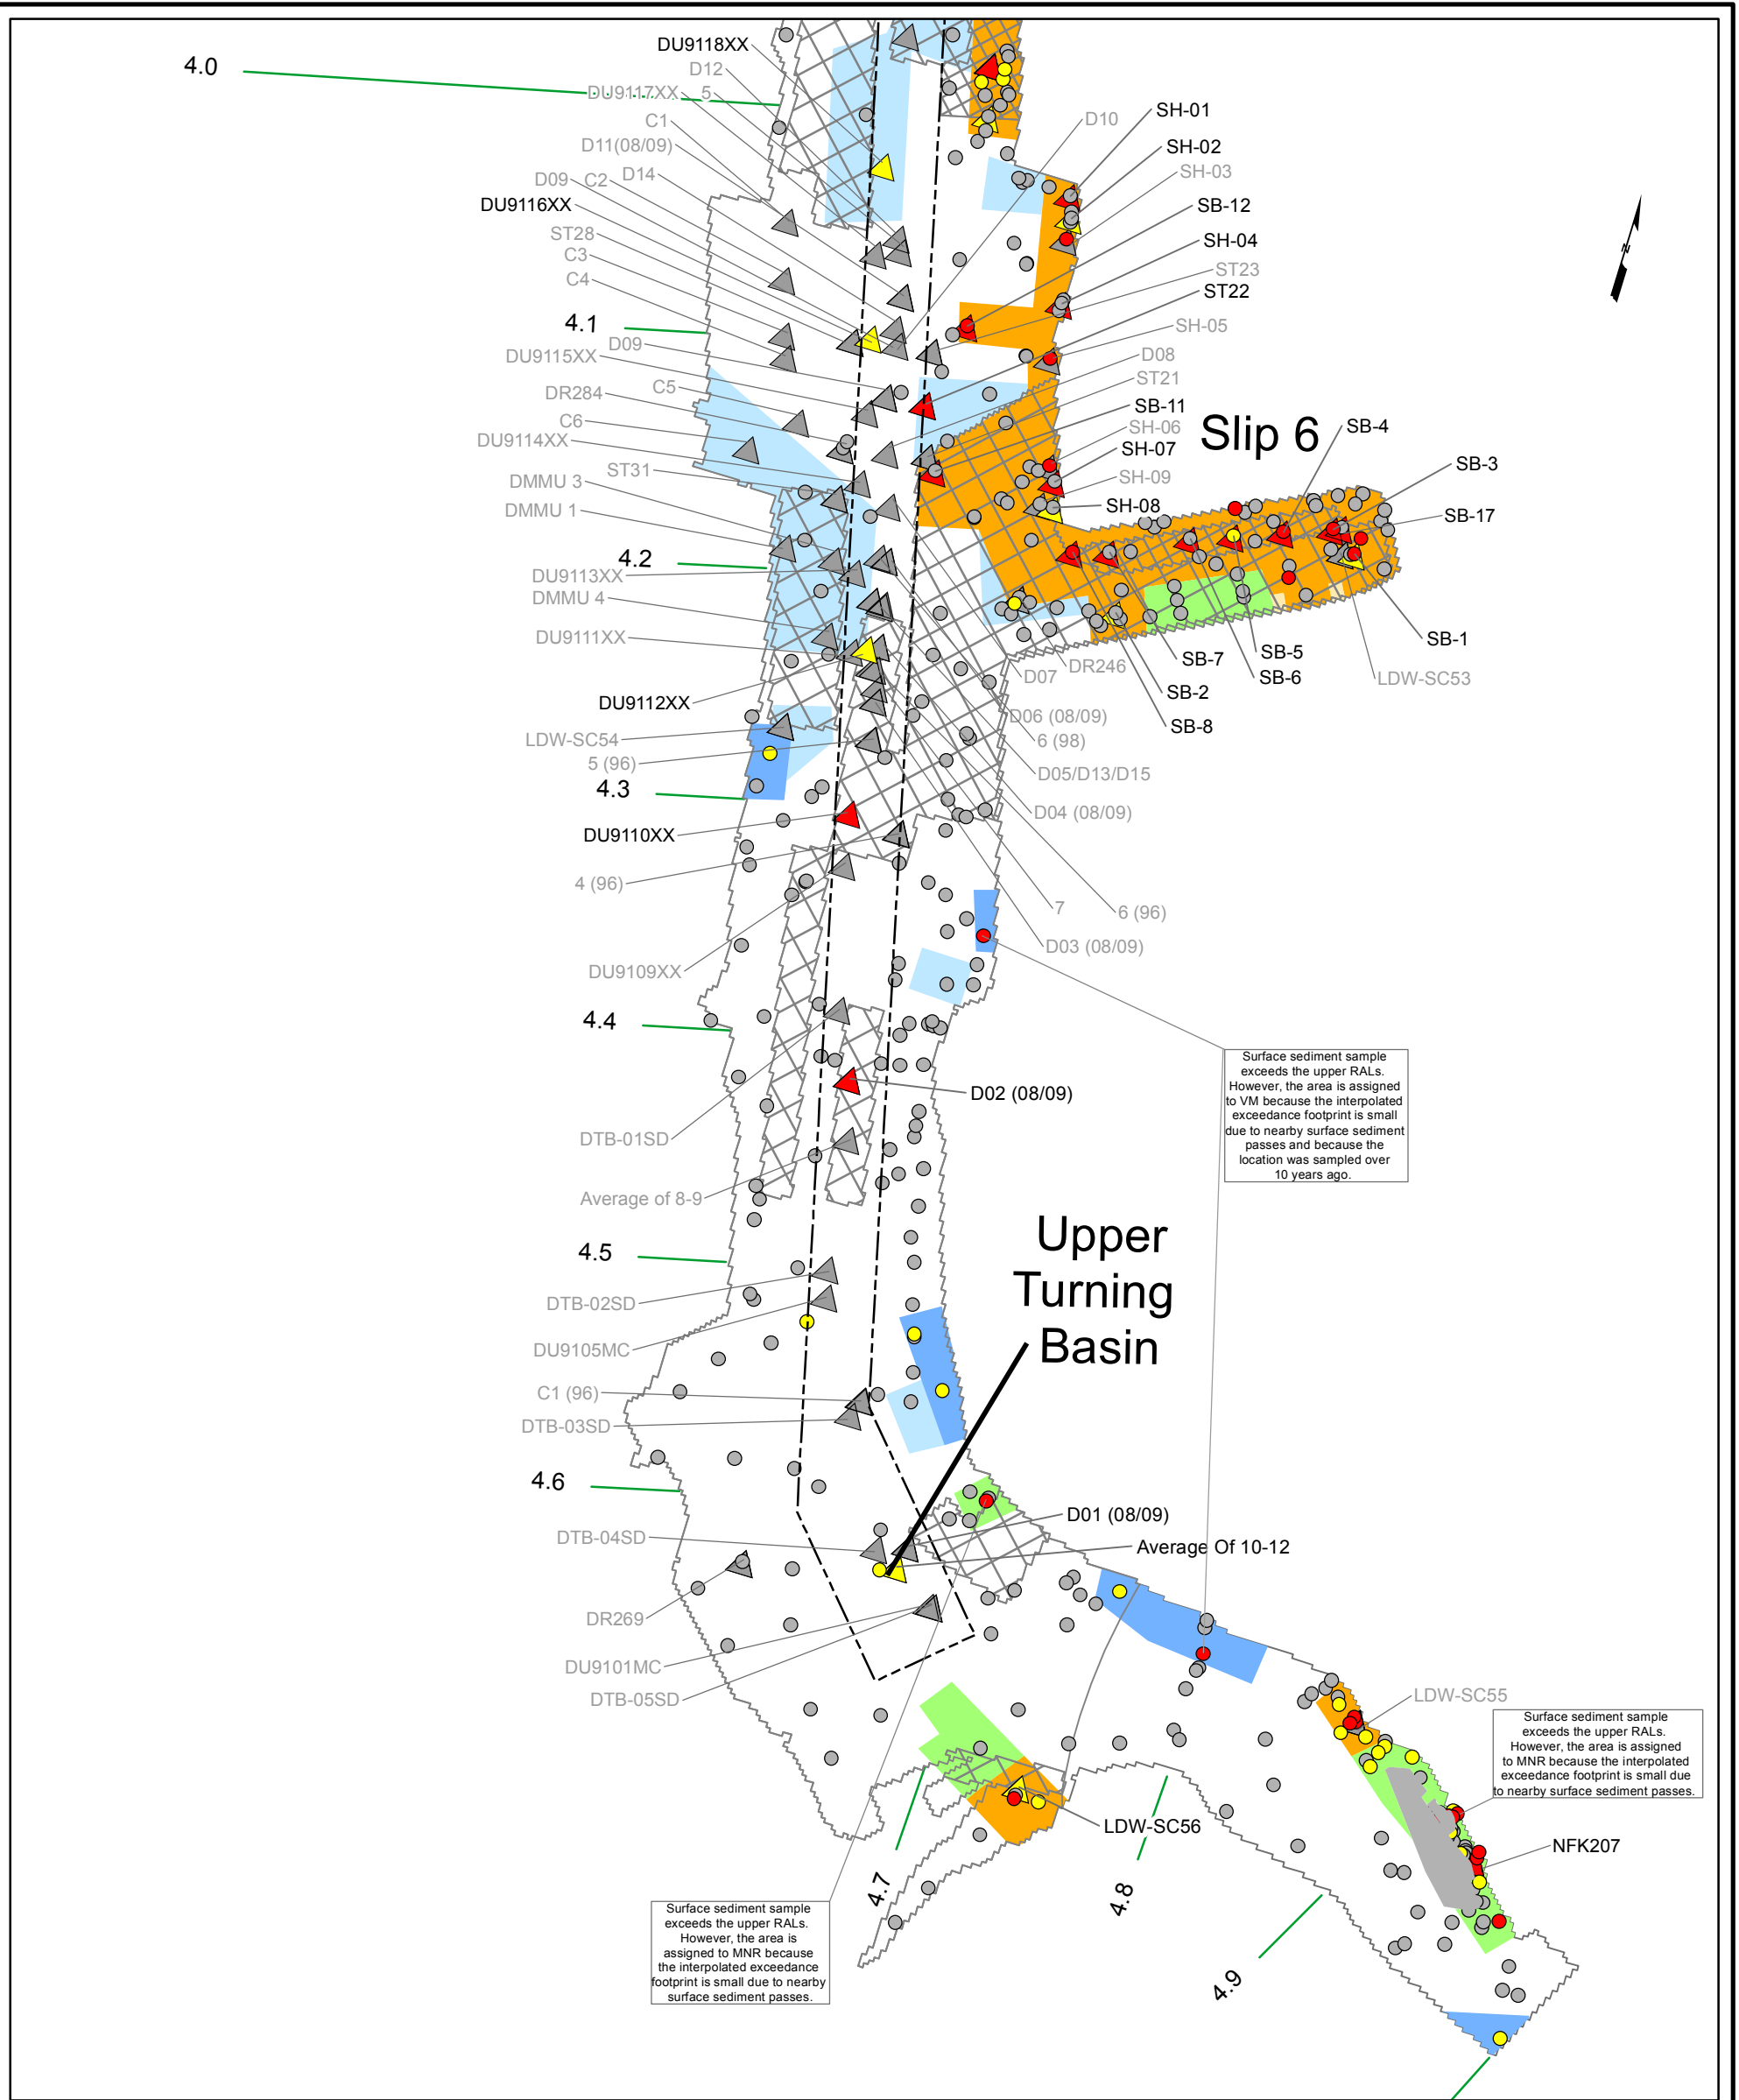 DU9118XX
4.0
D12
DU9117XX
5
SH-01
C1
D10
D11(08/09)
SH-02
SH-03
D09
C2
D14
DU9116XX
SB-12
ST28
SH-04
C3
ST23
C4
ST22
4.1
SH-05
D09
DU9115XX
D08
ST21
C5
DR284
SB-11
C6
SH-06
Slip 6
SB-4
DU9114XX
SH-07
ST31
SB-3
DMMU 3
SH-09
DMMU 1
SH-08
SB-17
4.2
DU9113XX
DMMU 4
DU9111XX
SB-1
SB-5
SB-7
DR246
D07
SB-6
LDW-SC53
SB-2
DU9112XX
D06 (08/09)
SB-8
LDW-SC54
6 (98)
5 (96)
D05/D13/D15
4.3
D04 (08/09)
DU9110XX
4 (96)
7
6 (96)
D03 (08/09)
DU9109XX
4.4
Surface sediment sample
exceeds the upper RALs.
However, the area is assigned
to VM because the interpolated
exceedance footprint is small
due to nearby surface sediment
passes and because the
location was sampled over
10 years ago.
D02 (08/09)
DTB-01SD
Average of 8-9
Upper
Turning
Basin
4.5
DTB-02SD
DU9105MC
C1 (96)
DTB-03SD
4.6
D01 (08/09)
DTB-04SD
Average Of 10-12
DR269
DU9101MC
DTB-05SD
LDW-SC55
Surface sediment sample
exceeds the upper RALs.
However, the area is assigned
to MNR because the interpolated
exceedance footprint is small due
to nearby surface sediment passes.
LDW-SC56
NFK207
4.7
4.8
4.9
Surface sediment sample
exceeds the upper RALs.
However, the area is
assigned to MNR because
the interpolated exceedance
footprint is small due to nearby
surface sediment passes.
N